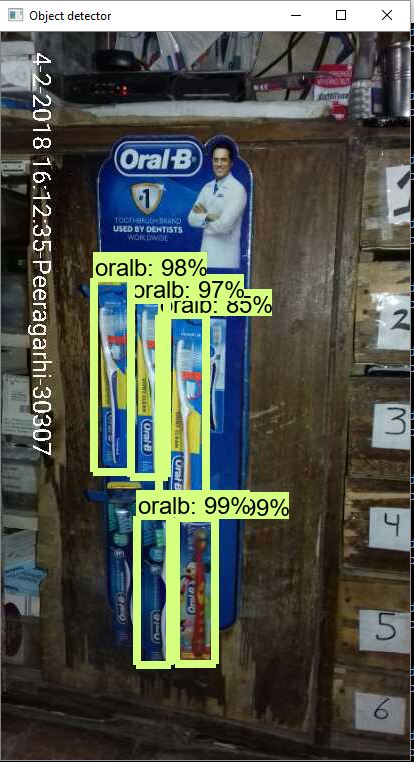 Object detector
4-2-2018 16:12:35-Peeragarhi-30307
Oral-B
#1
TOOTHBRUSH BRAND
USED BY DENTISTS
WORLDWIDE
oralb: 98%
oralb: 97%
oralb: 85%
Oral-B
Oral-B
oralb: 99%
99%
Oral-B
Oral-B
2
3
4
5
6